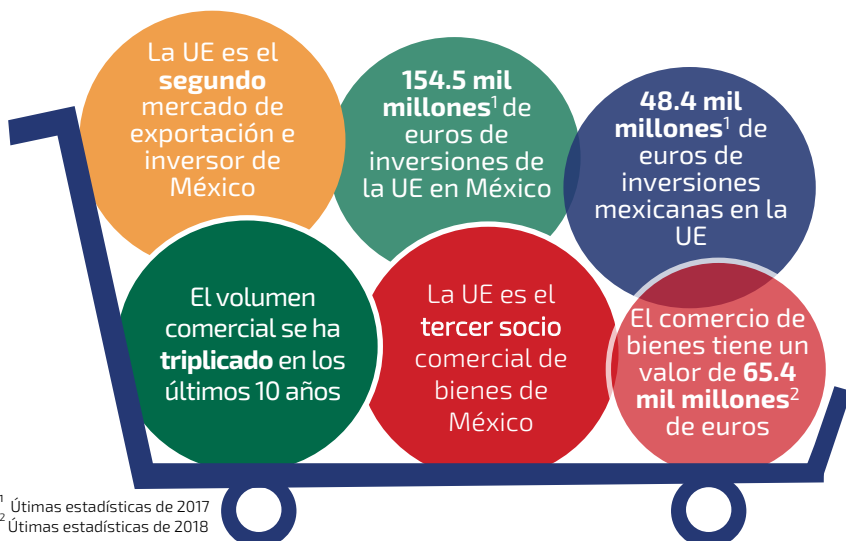 La UE es el
segundo
mercado de
exportación e
inversor de
México
154.5 mil
millones¹ de
euros de
inversiones de
la UE en México
48.4 mil
millones¹ de
euros de
inversiones
mexicanas en la
UE
El volumen
comercial se ha
triplicado en los
últimos 10 años
La UE es el
tercer socio
comercial de
bienes de
México
El comercio de
bienes tiene un
valor de 65.4
mil millones²
de euros
¹ Útimas estadísticas de 2017
² Útimas estadísticas de 2018